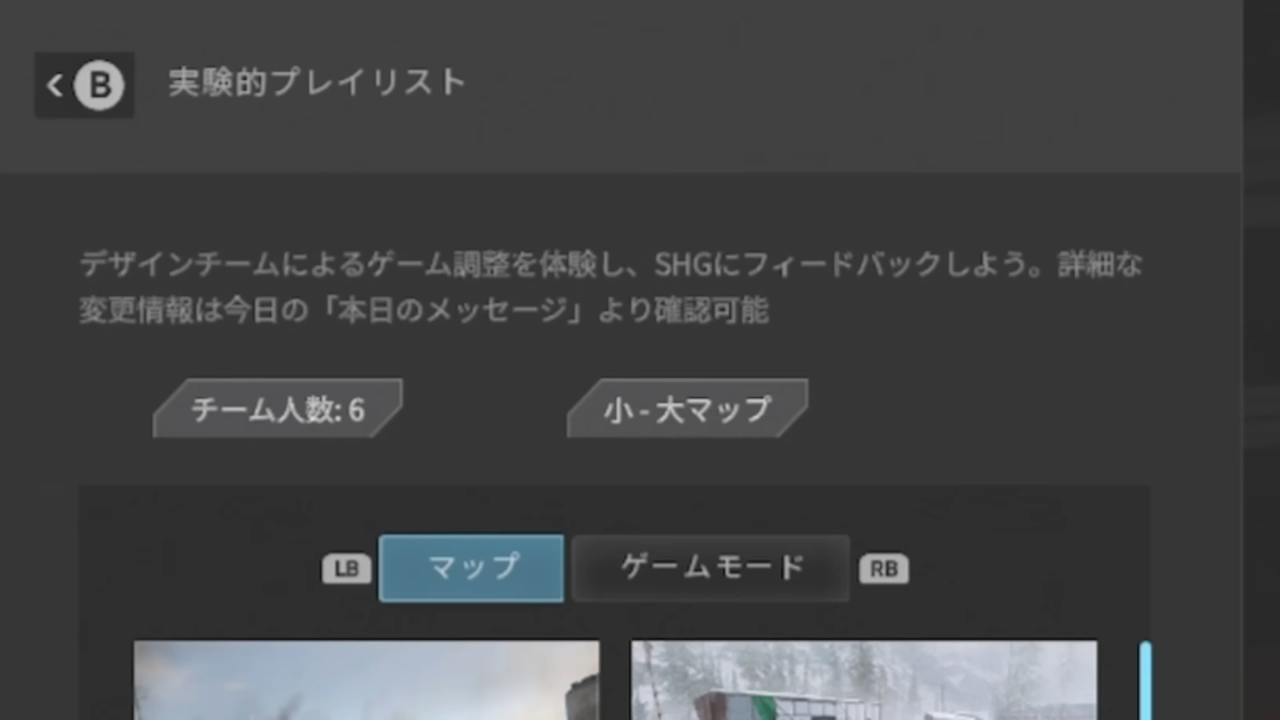 < B 実験的プレイリスト
デザインチームによるゲーム調整を体験し、SHGにフィードバックしよう。詳細な
変更情報は今日の「本日のメッセージ」より確認可能
チーム人数: 6 小 - 大マップ
LB マップ ゲームモード RB